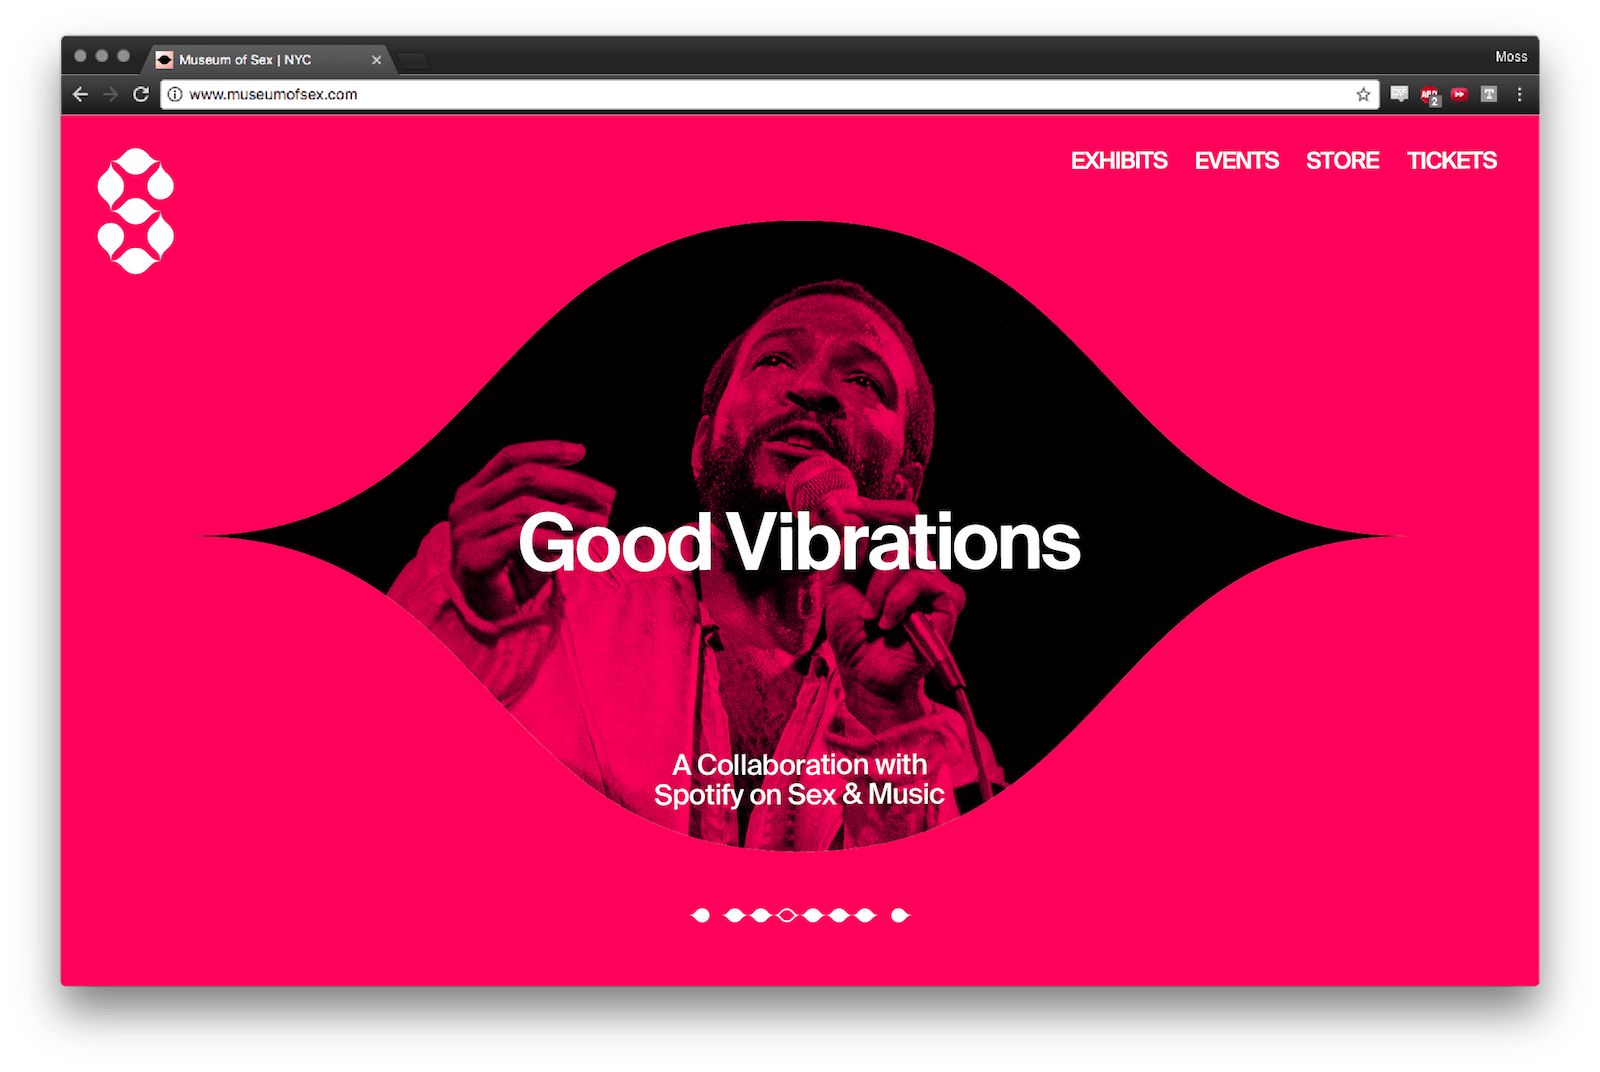 Museum of Sex | NYC
Moss
www.museumofsex.com
2
EXHIBITS EVENTS STORE TICKETS
Good Vibrations
A Collaboration with
Spotify on Sex & Music